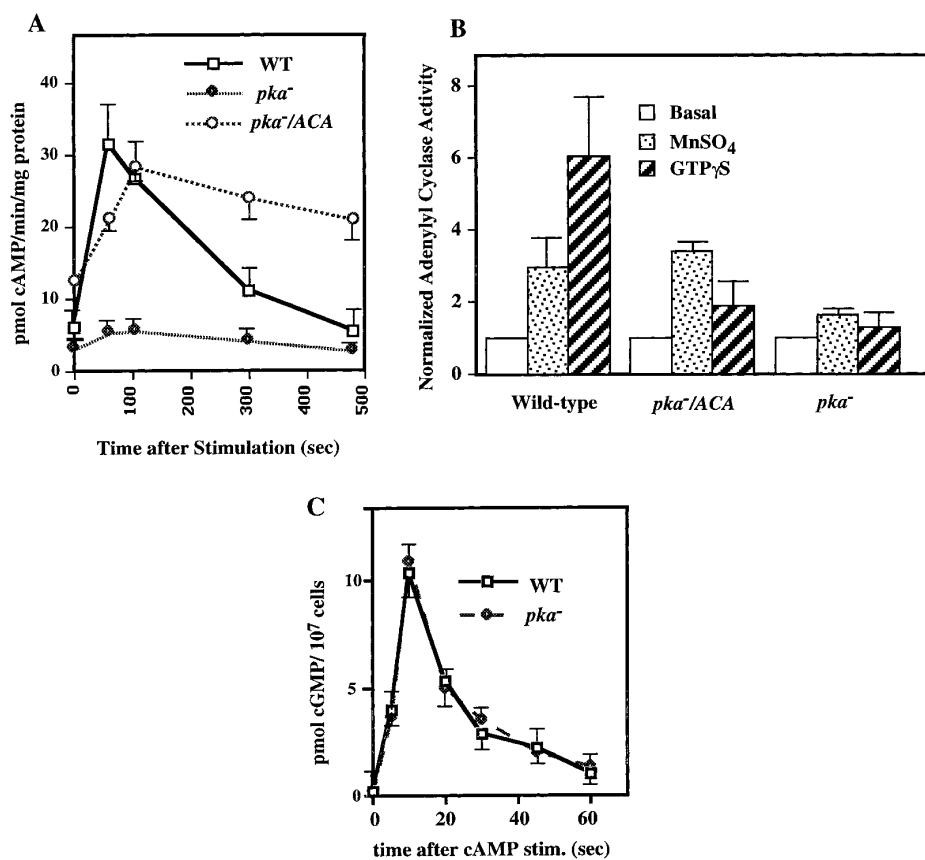 A
WT
pka⁻
pka⁻/ACA
pmol cAMP/min/mg protein
40
30
20
10
0
0
100
200
300
400
500
Time after Stimulation (sec)
B
Basal
MnSO₄
GTPγS
Normalized Adenylyl Cyclase Activity
8
6
4
2
0
Wild-type
pka⁻/ACA
pka⁻
C
WT
pka⁻
pmol cGMP/ 10⁷ cells
10
5
0
0
20
40
60
time after cAMP stim. (sec)